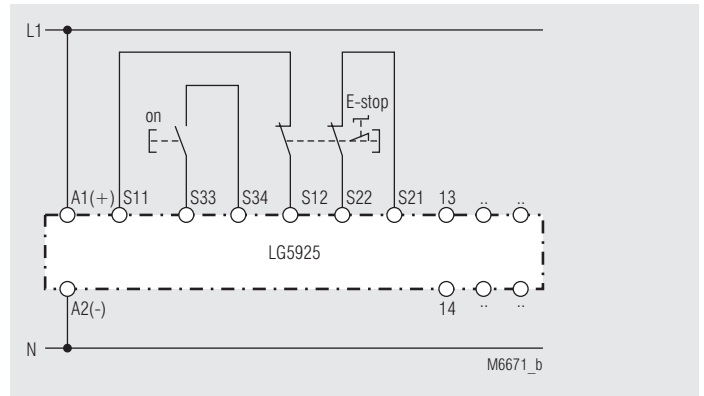 L1
on
E-stop
A1(+) S11 S33 S34 S12 S22 S21 13 .. ..
LG5925
A2(-) 14 .. ..
N
M6671_b